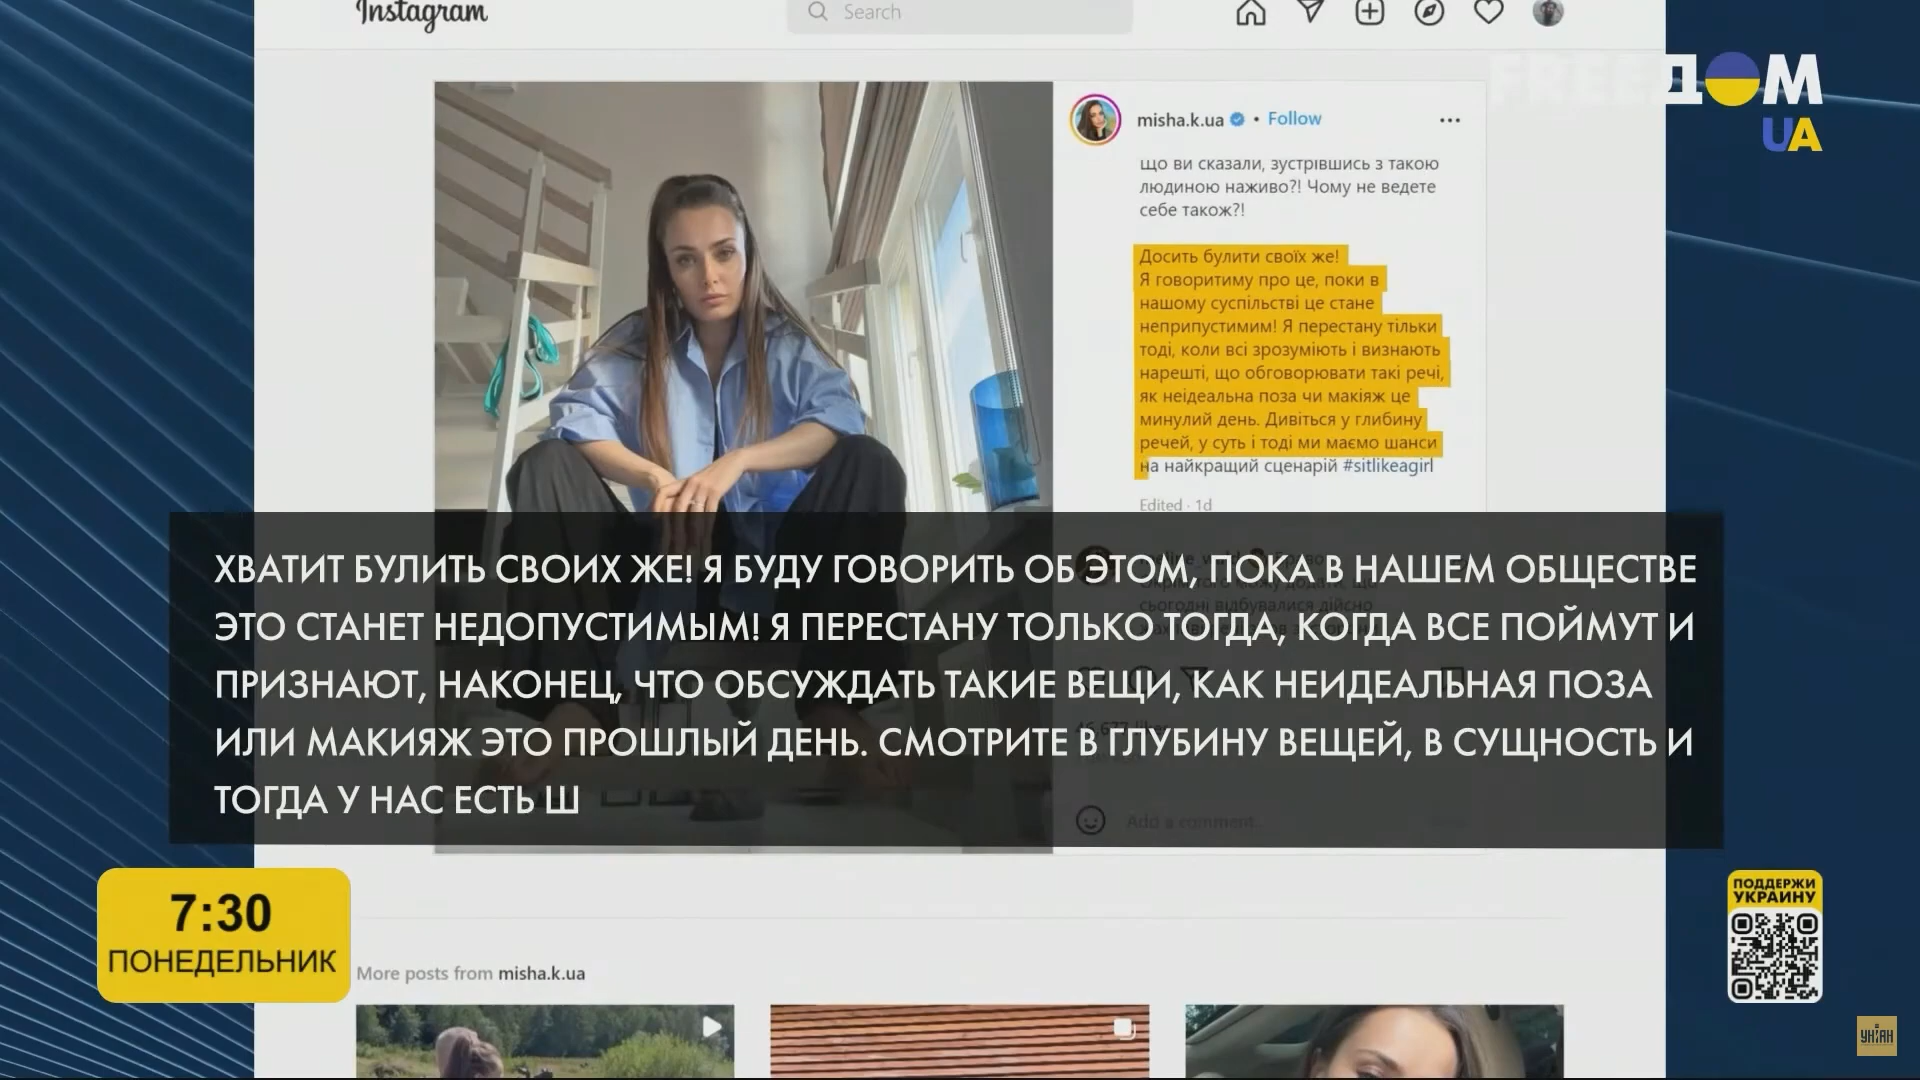 Instagram
Search
FREEДOM
UA
misha.k.ua • Follow
що ви сказали, зустрівшись з такою
людиною наживо?! Чому не ведете
себе також?!
Досить булити своїх же!
Я говоритиму про це, поки в
нашому суспільстві це стане
неприпустимим! Я перестану тільки
тоді, коли всі зрозуміють і визнають
нарешті, що обговорювати такі речі,
як неідеальна поза чи макіяж це
минулий день. Дивіться у глибину
речей, у суть і тоді ми маємо шанси
на найкращий сценарій #sitlikeagirl
Edited · 1d
сьогодні відбувалися дійсно
ХВАТИТ БУЛИТЬ СВОИХ ЖЕ! Я БУДУ ГОВОРИТЬ ОБ ЭТОМ, ПОКА В НАШЕМ ОБЩЕСТВЕ
ЭТО СТАНЕТ НЕДОПУСТИМЫМ! Я ПЕРЕСТАНУ ТОЛЬКО ТОГДА, КОГДА ВСЕ ПОЙМУТ И
ПРИЗНАЮТ, НАКОНЕЦ, ЧТО ОБСУЖДАТЬ ТАКИЕ ВЕЩИ, КАК НЕИДЕАЛЬНАЯ ПОЗА
ИЛИ МАКИЯЖ ЭТО ПРОШЛЫЙ ДЕНЬ. СМОТРИТЕ В ГЛУБИНУ ВЕЩЕЙ, В СУЩНОСТЬ И
ТОГДА У НАС ЕСТЬ Ш
Add a comment...
7:30
ПОНЕДЕЛЬНИК
More posts from misha.k.ua
ПОДДЕРЖИ
УКРАИНУ
УНІАН